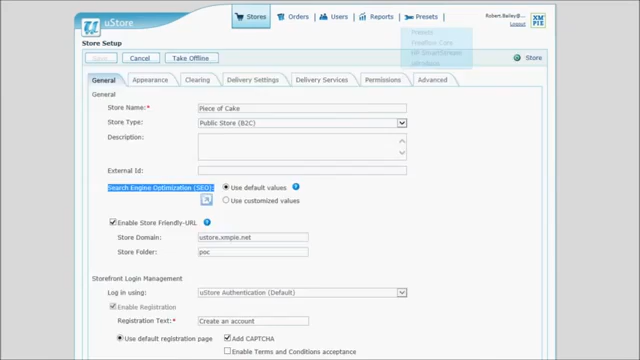 uStore
Stores
Orders
Users
Reports
Presets
Robert.Bailey@...
Logout
XM
PIE
Store Setup
Presets
FreeFlow Core
Save
Cancel
Take Offline
Store
General
Appearance
Clearing
Delivery Settings
Delivery Services
Permissions
Advanced
General
Store Name:*
Piece of Cake
Store Type:
Public Store (B2C)
Description:
External Id:
Search Engine Optimization (SEO):
Use default values
Use customized values
Enable Store Friendly-URL
Store Domain:
ustore.xmpie.net
Store Folder:
poc
Storefront Login Management
Log in using:
uStore Authentication (Default)
Enable Registration
Registration Text:*
Create an account
Use default registration page
Add CAPTCHA
Enable Terms and Conditions acceptance